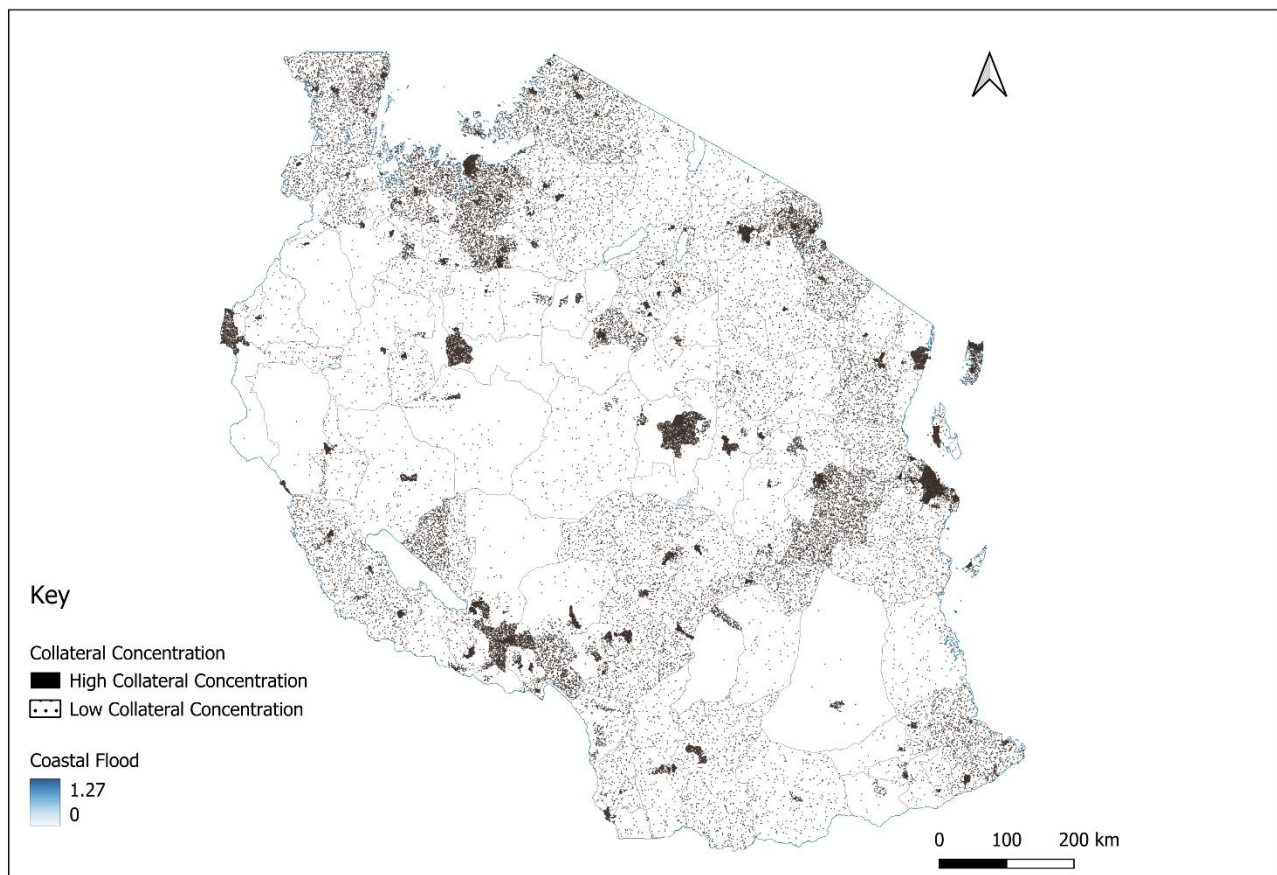 Key
Collateral Concentration
High Collateral Concentration
Low Collateral Concentration
Coastal Flood
1.27
0
0 100 200 km